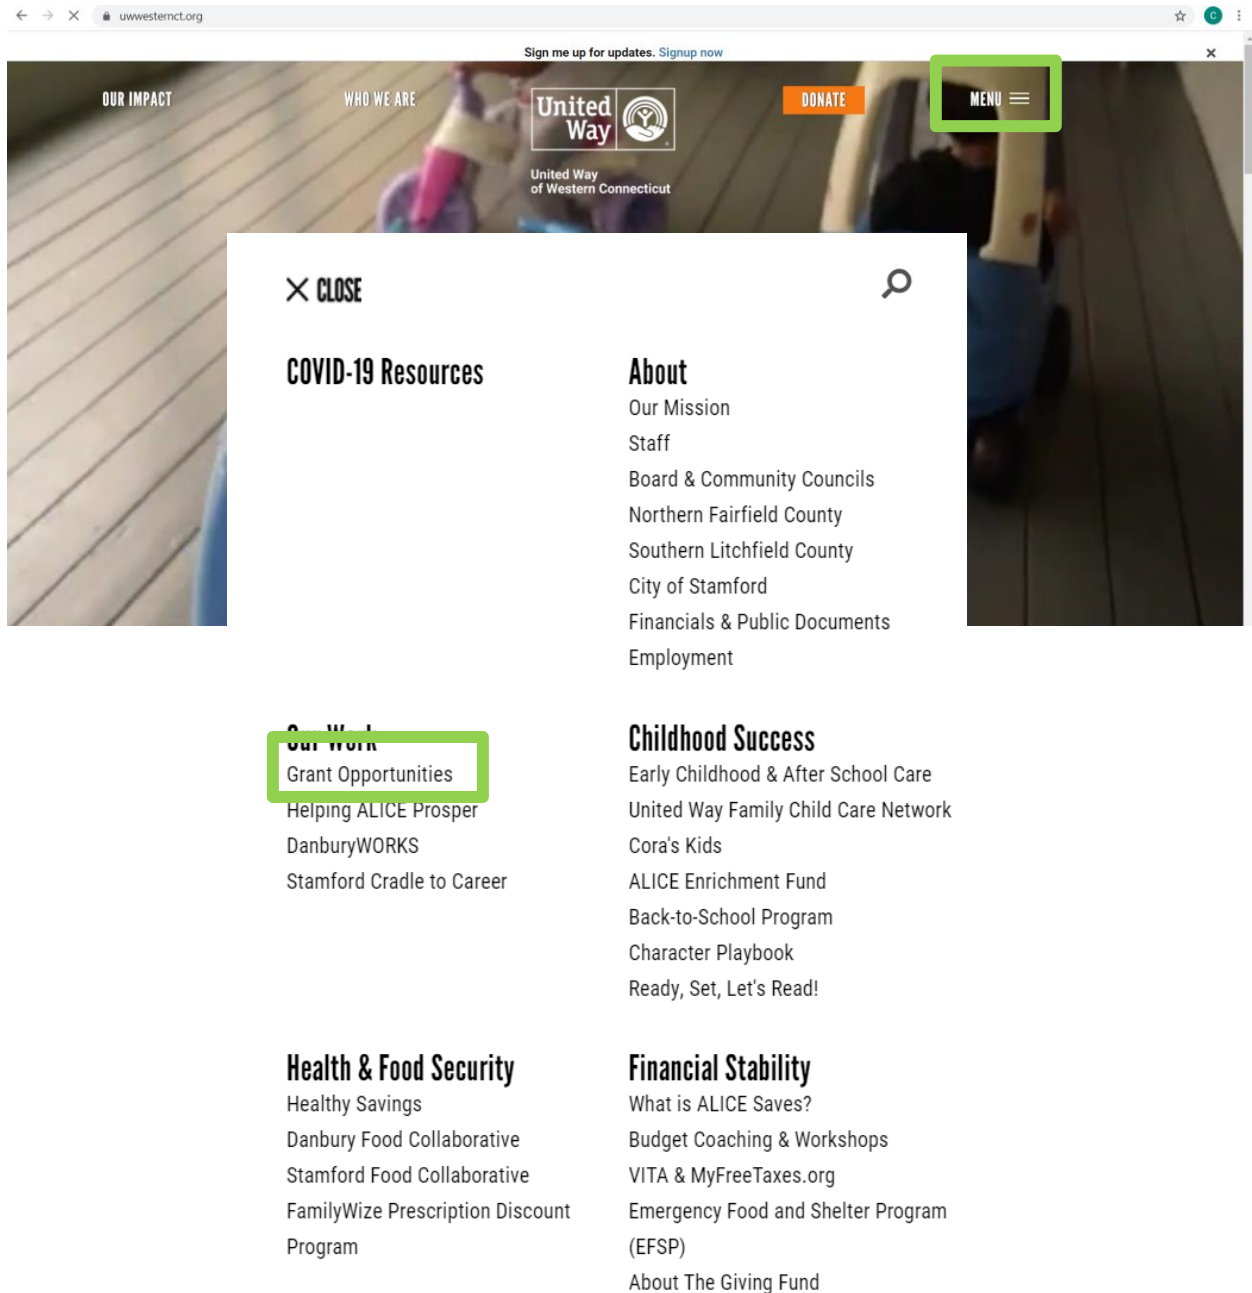 uwwesternct.org
C
Sign me up for updates. Signup now
OUR IMPACT
WHO WE ARE
United
Way
United Way
of Western Connecticut
DONATE
MENU
CLOSE
COVID-19 Resources
About
Our Mission
Staff
Board & Community Councils
Northern Fairfield County
Southern Litchfield County
City of Stamford
Financials & Public Documents
Employment
Our Work
Grant Opportunities
Helping ALICE Prosper
DanburyWORKS
Stamford Cradle to Career
Childhood Success
Early Childhood & After School Care
United Way Family Child Care Network
Cora's Kids
ALICE Enrichment Fund
Back-to-School Program
Character Playbook
Ready, Set, Let's Read!
Health & Food Security
Healthy Savings
Danbury Food Collaborative
Stamford Food Collaborative
FamilyWize Prescription Discount
Program
Financial Stability
What is ALICE Saves?
Budget Coaching & Workshops
VITA & MyFreeTaxes.org
Emergency Food and Shelter Program
(EFSP)
About The Giving Fund